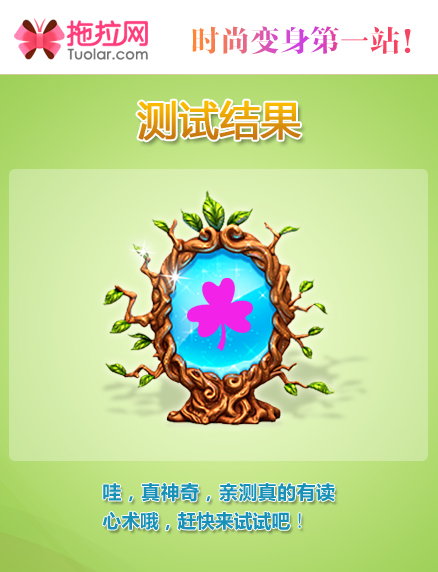 拖拉网
Tuolar.com
时尚变身第一站!
测试结果
哇，真神奇，亲测真的有读
心术哦，赶快来试试吧！